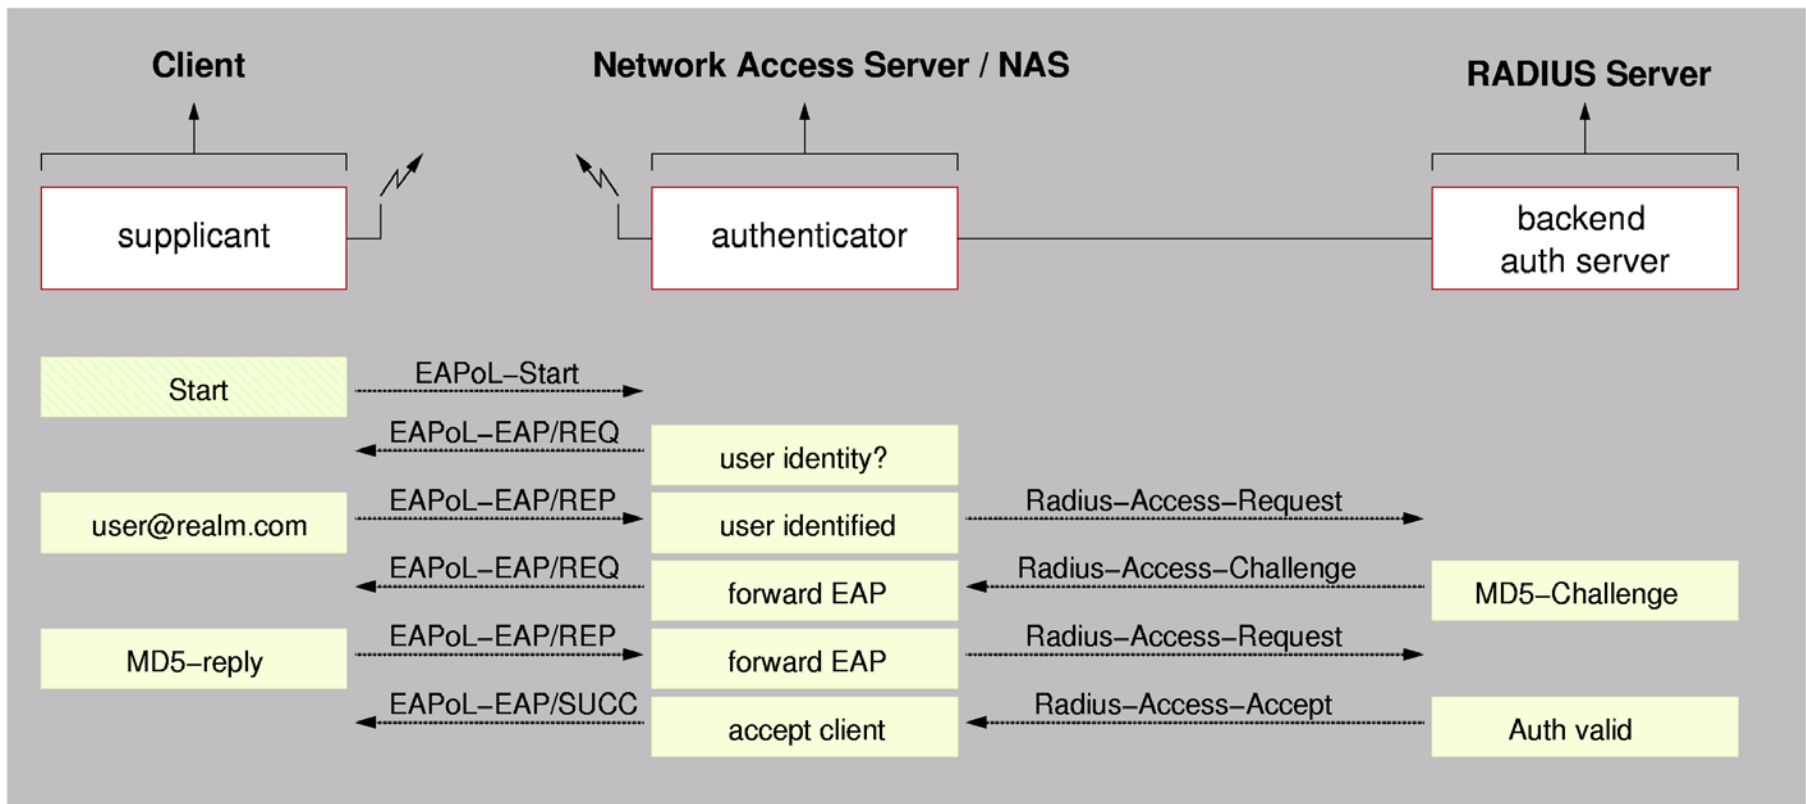 Client
Network Access Server / NAS
RADIUS Server
supplicant
authenticator
backend
auth server
Start
EAPoL–Start
EAPoL–EAP/REQ
user identity?
user@realm.com
EAPoL–EAP/REP
user identified
Radius–Access–Request
EAPoL–EAP/REQ
forward EAP
Radius–Access–Challenge
MD5–Challenge
MD5–reply
EAPoL–EAP/REP
forward EAP
Radius–Access–Request
EAPoL–EAP/SUCC
accept client
Radius–Access–Accept
Auth valid